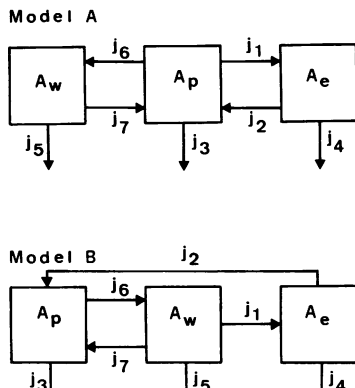 Model A
j6 j1
Aw Ap Ae
j7 j2
j5 j3 j4
Model B
j2
j6
Ap Aw j1 Ae
j7
j3 j5 j4